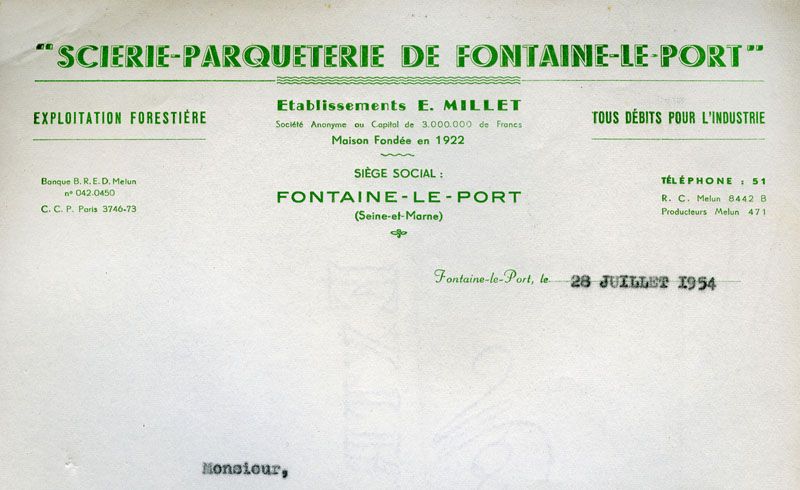 "SCIERIE-PARQUETERIE DE FONTAINE-LE-PORT"
EXPLOITATION FORESTIÈRE
Etablissements E. MILLET
Société Anonyme au Capital de 3.000.000 de Francs
Maison Fondée en 1922
TOUS DÉBITS POUR L'INDUSTRIE
Banque B.R.E.D. Melun
n° 042.0450
C. C. P. Paris 3746-73
SIÈGE SOCIAL :
FONTAINE-LE-PORT
(Seine-et-Marne)
TÉLÉPHONE : 51
R. C. Melun 8442 B
Producteurs Melun 471
Fontaine-le-Port, le 28 JUILLET 1954
Monsieur,